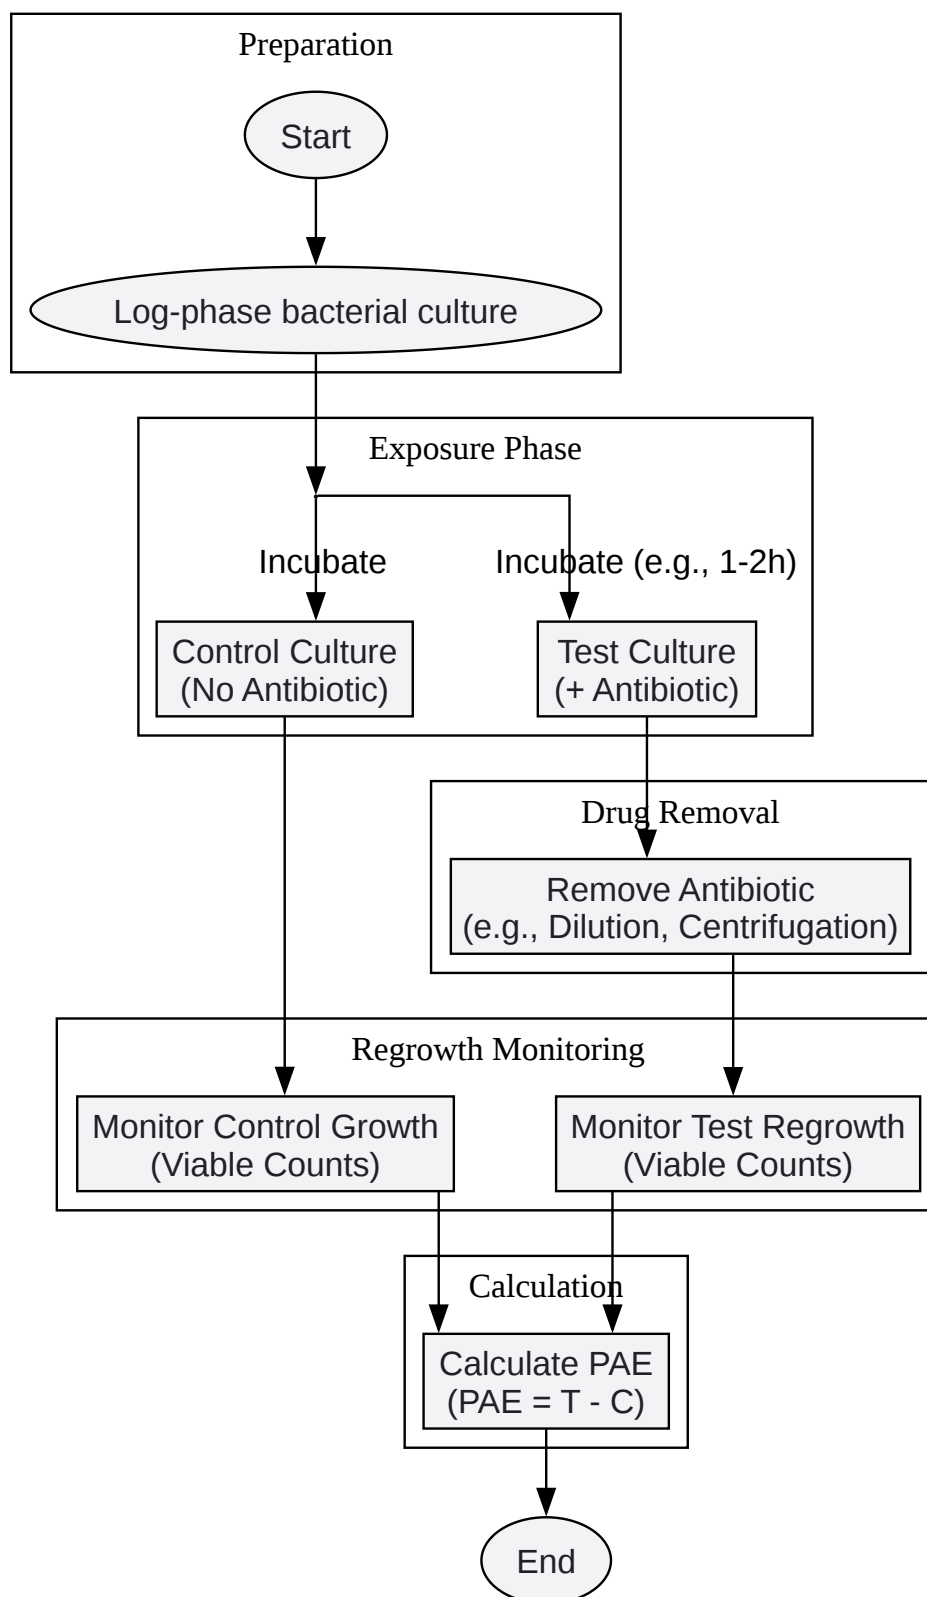 Preparation
Start
Log-phase bacterial culture
Exposure Phase
Incubate
Incubate (e.g., 1-2h)
Control Culture
(No Antibiotic)
Test Culture
(+ Antibiotic)
Drug Removal
Remove Antibiotic
(e.g., Dilution, Centrifugation)
Regrowth Monitoring
Monitor Control Growth
(Viable Counts)
Monitor Test Regrowth
(Viable Counts)
Calculation
Calculate PAE
(PAE = T - C)
End